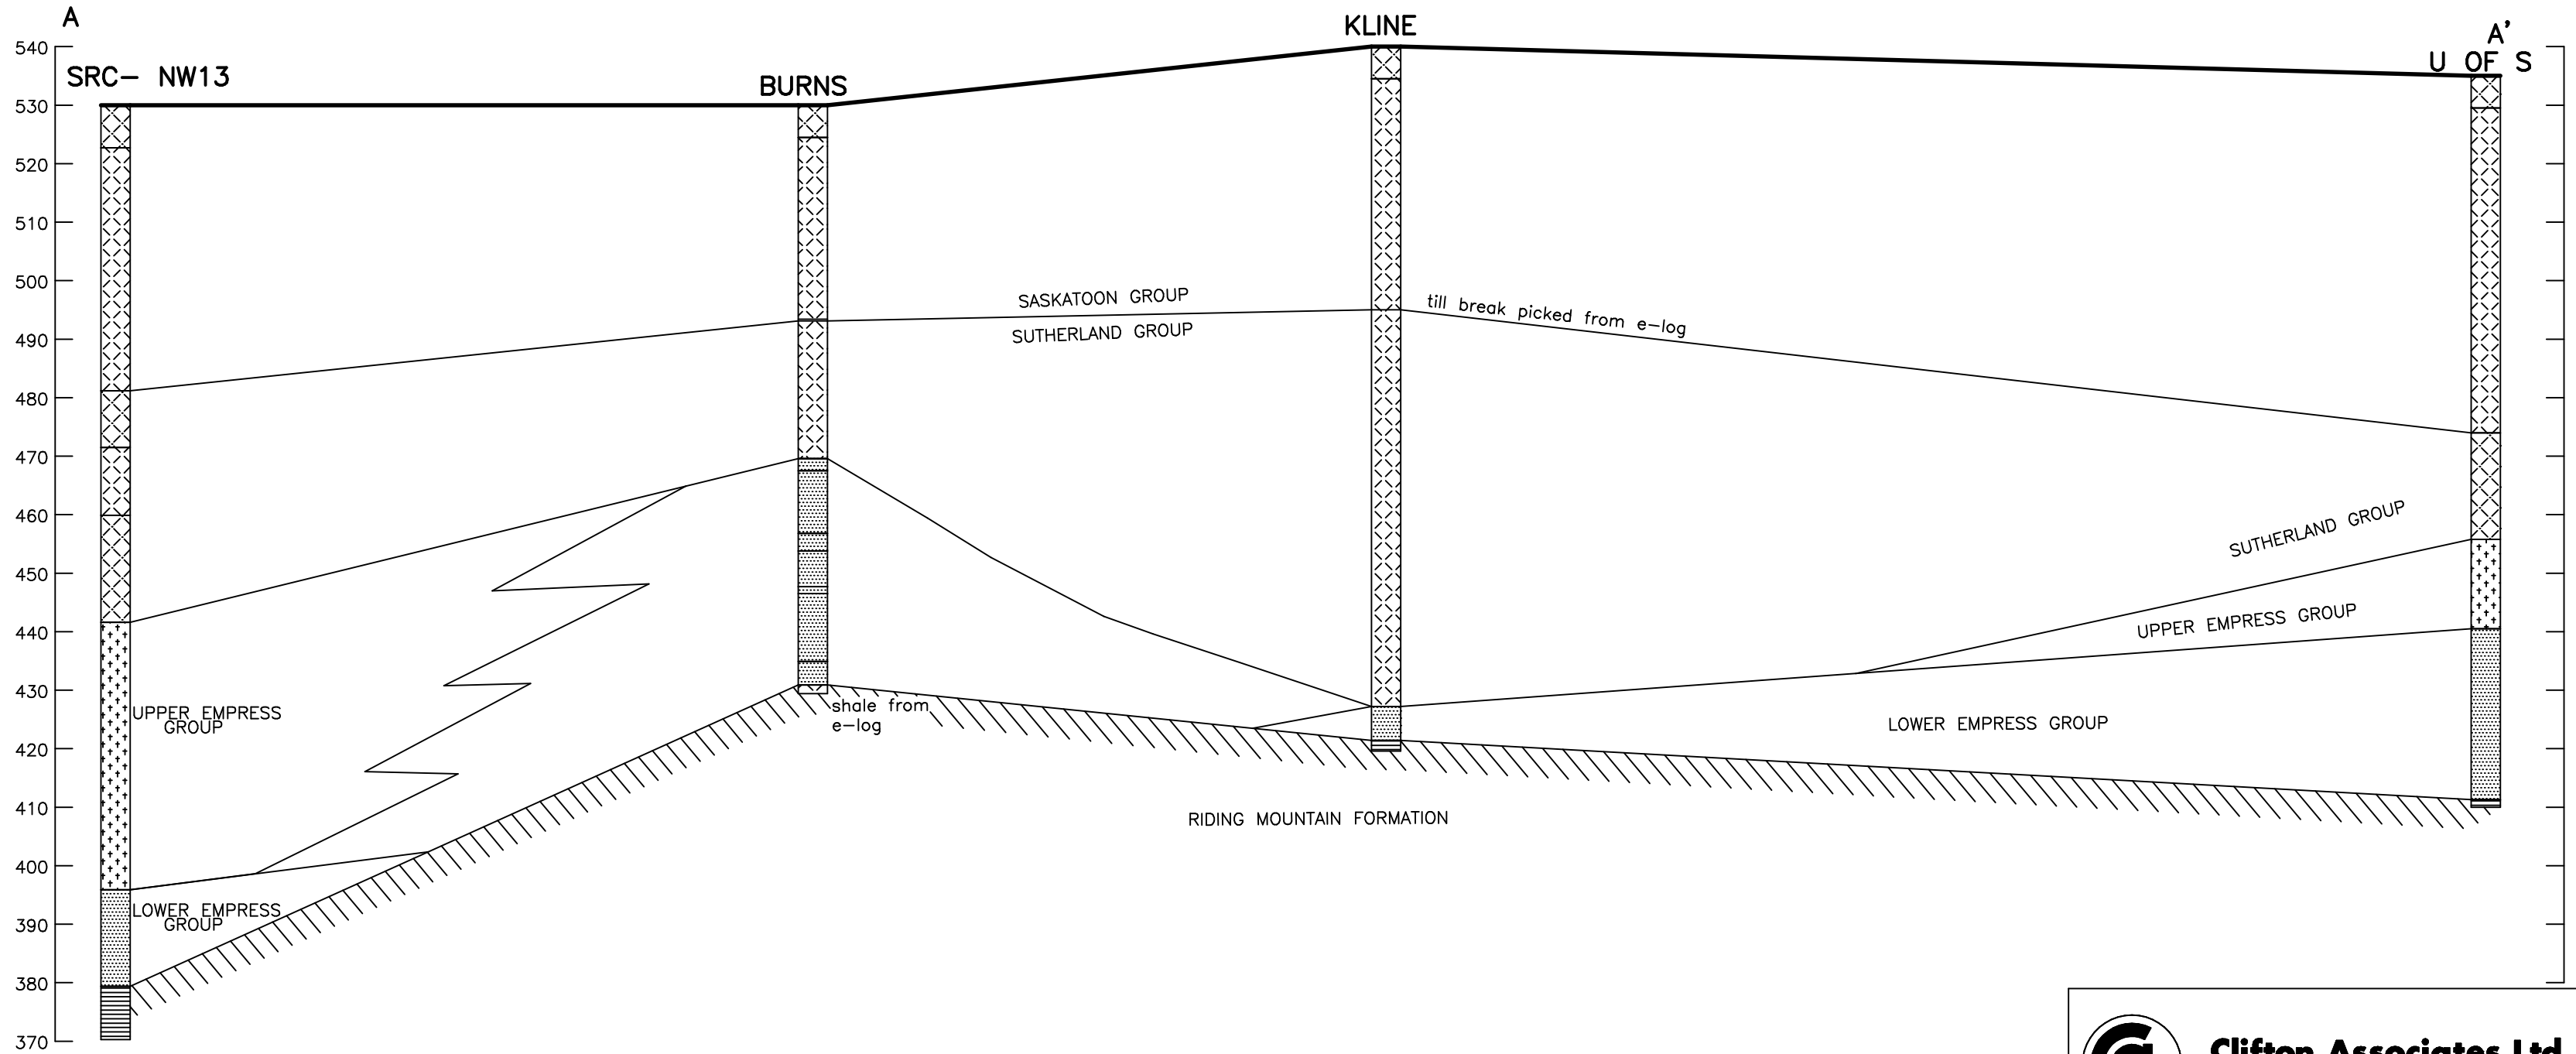 A
KLINE
A'
SRC- NW13
BURNS
U OF S
540
530
520
510
500
490
480
470
460
450
440
430
420
410
400
390
380
370
SASKATOON GROUP
SUTHERLAND GROUP
till break picked from e-log
SUTHERLAND GROUP
UPPER EMPRESS GROUP
UPPER EMPRESS
GROUP
shale from
e-log
LOWER EMPRESS GROUP
RIDING MOUNTAIN FORMATION
LOWER EMPRESS
GROUP
Clifton Associates Ltd